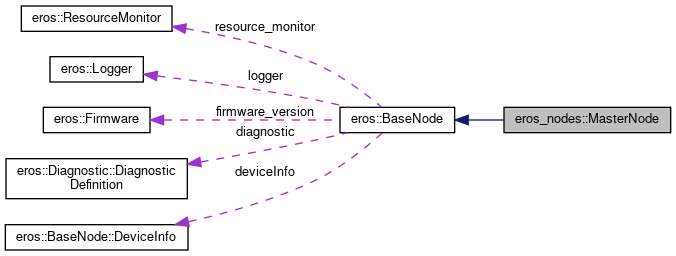 eros::ResourceMonitor
resource_monitor
eros::Logger
logger
eros::Firmware
firmware_version
eros::BaseNode
eros_nodes::MasterNode
diagnostic
eros::Diagnostic::Diagnostic
Definition
deviceInfo
eros::BaseNode::DeviceInfo